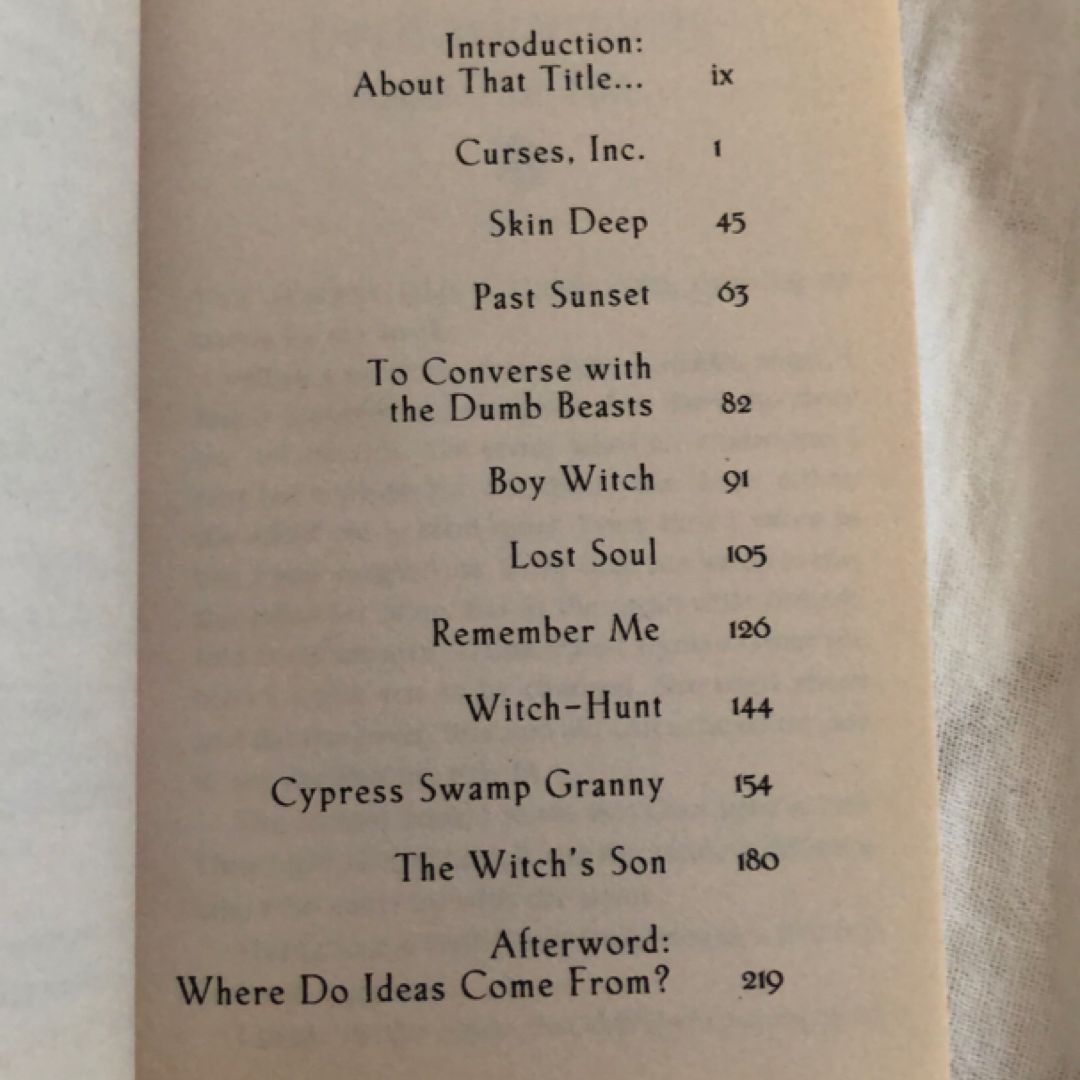 Introduction:
About That Title... ix
Curses, Inc. 1
Skin Deep 45
Past Sunset 63
To Converse with
the Dumb Beasts 82
Boy Witch 91
Lost Soul 105
Remember Me 126
Witch-Hunt 144
Cypress Swamp Granny 154
The Witch's Son 180
Afterword:
Where Do Ideas Come From? 219